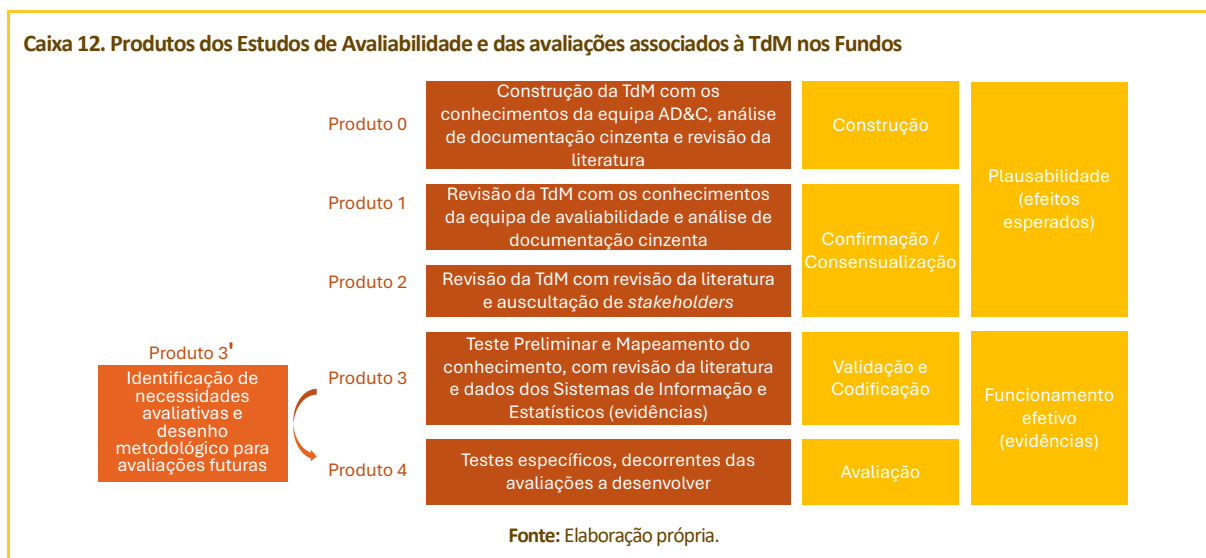 Caixa 12. Produtos dos Estudos de Avaliabilidade e das avaliações associados à TdM nos Fundos
Produto 0
Construção da TdM com os
conhecimentos da equipa AD&C, análise
de documentação cinzenta e revisão da
literatura
Construção
Plausabilidade
(efeitos
esperados)
Produto 1
Revisão da TdM com os conhecimentos
da equipa de avaliabilidade e análise de
documentação cinzenta
Confirmação /
Consensualização
Produto 2
Revisão da TdM com revisão da literatura
e auscultação de stakeholders
Produto 3'
Identificação de
necessidades
avaliativas e
desenho
metodológico para
avaliações futuras
Produto 3
Teste Preliminar e Mapeamento do
conhecimento, com revisão da literatura
e dados dos Sistemas de Informação e
Estatísticos (evidências)
Validação e
Codificação
Funcionamento
efetivo
(evidências)
Produto 4
Testes específicos, decorrentes das
avaliações a desenvolver
Avaliação
Fonte: Elaboração própria.